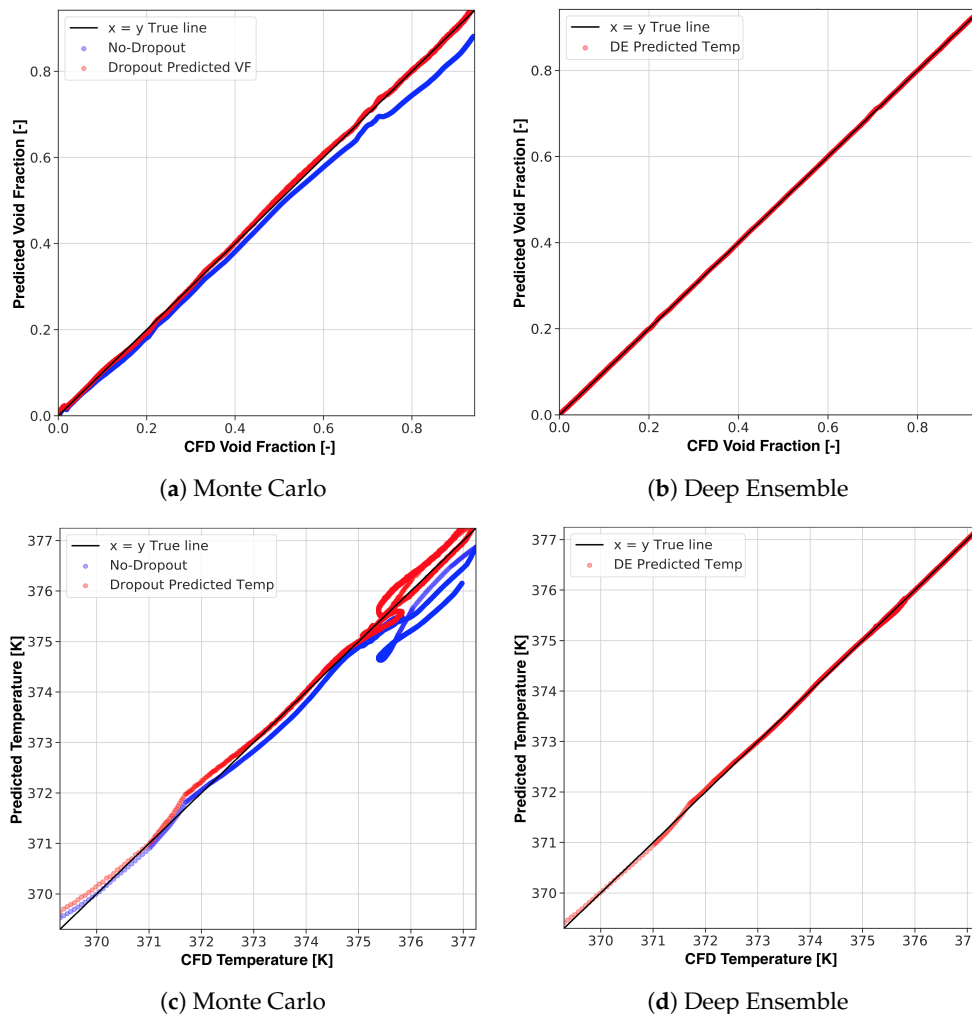 x = y True line
No-Dropout
Dropout Predicted VF
Predicted Void Fraction [-]
0.8
0.6
0.4
0.2
0.0
0.0 0.2 0.4 0.6 0.8
CFD Void Fraction [-]
(a) Monte Carlo
x = y True line
DE Predicted Temp
Predicted Void Fraction [-]
0.8
0.6
0.4
0.2
0.0
0.0 0.2 0.4 0.6 0.8
CFD Void Fraction [-]
(b) Deep Ensemble
x = y True line
No-Dropout
Dropout Predicted Temp
Predicted Temperature [K]
377
376
375
374
373
372
371
370
370 371 372 373 374 375 376 377
CFD Temperature [K]
(c) Monte Carlo
x = y True line
DE Predicted Temp
Predicted Temperature [K]
377
376
375
374
373
372
371
370
370 371 372 373 374 375 376
CFD Temperature [K]
(d) Deep Ensemble